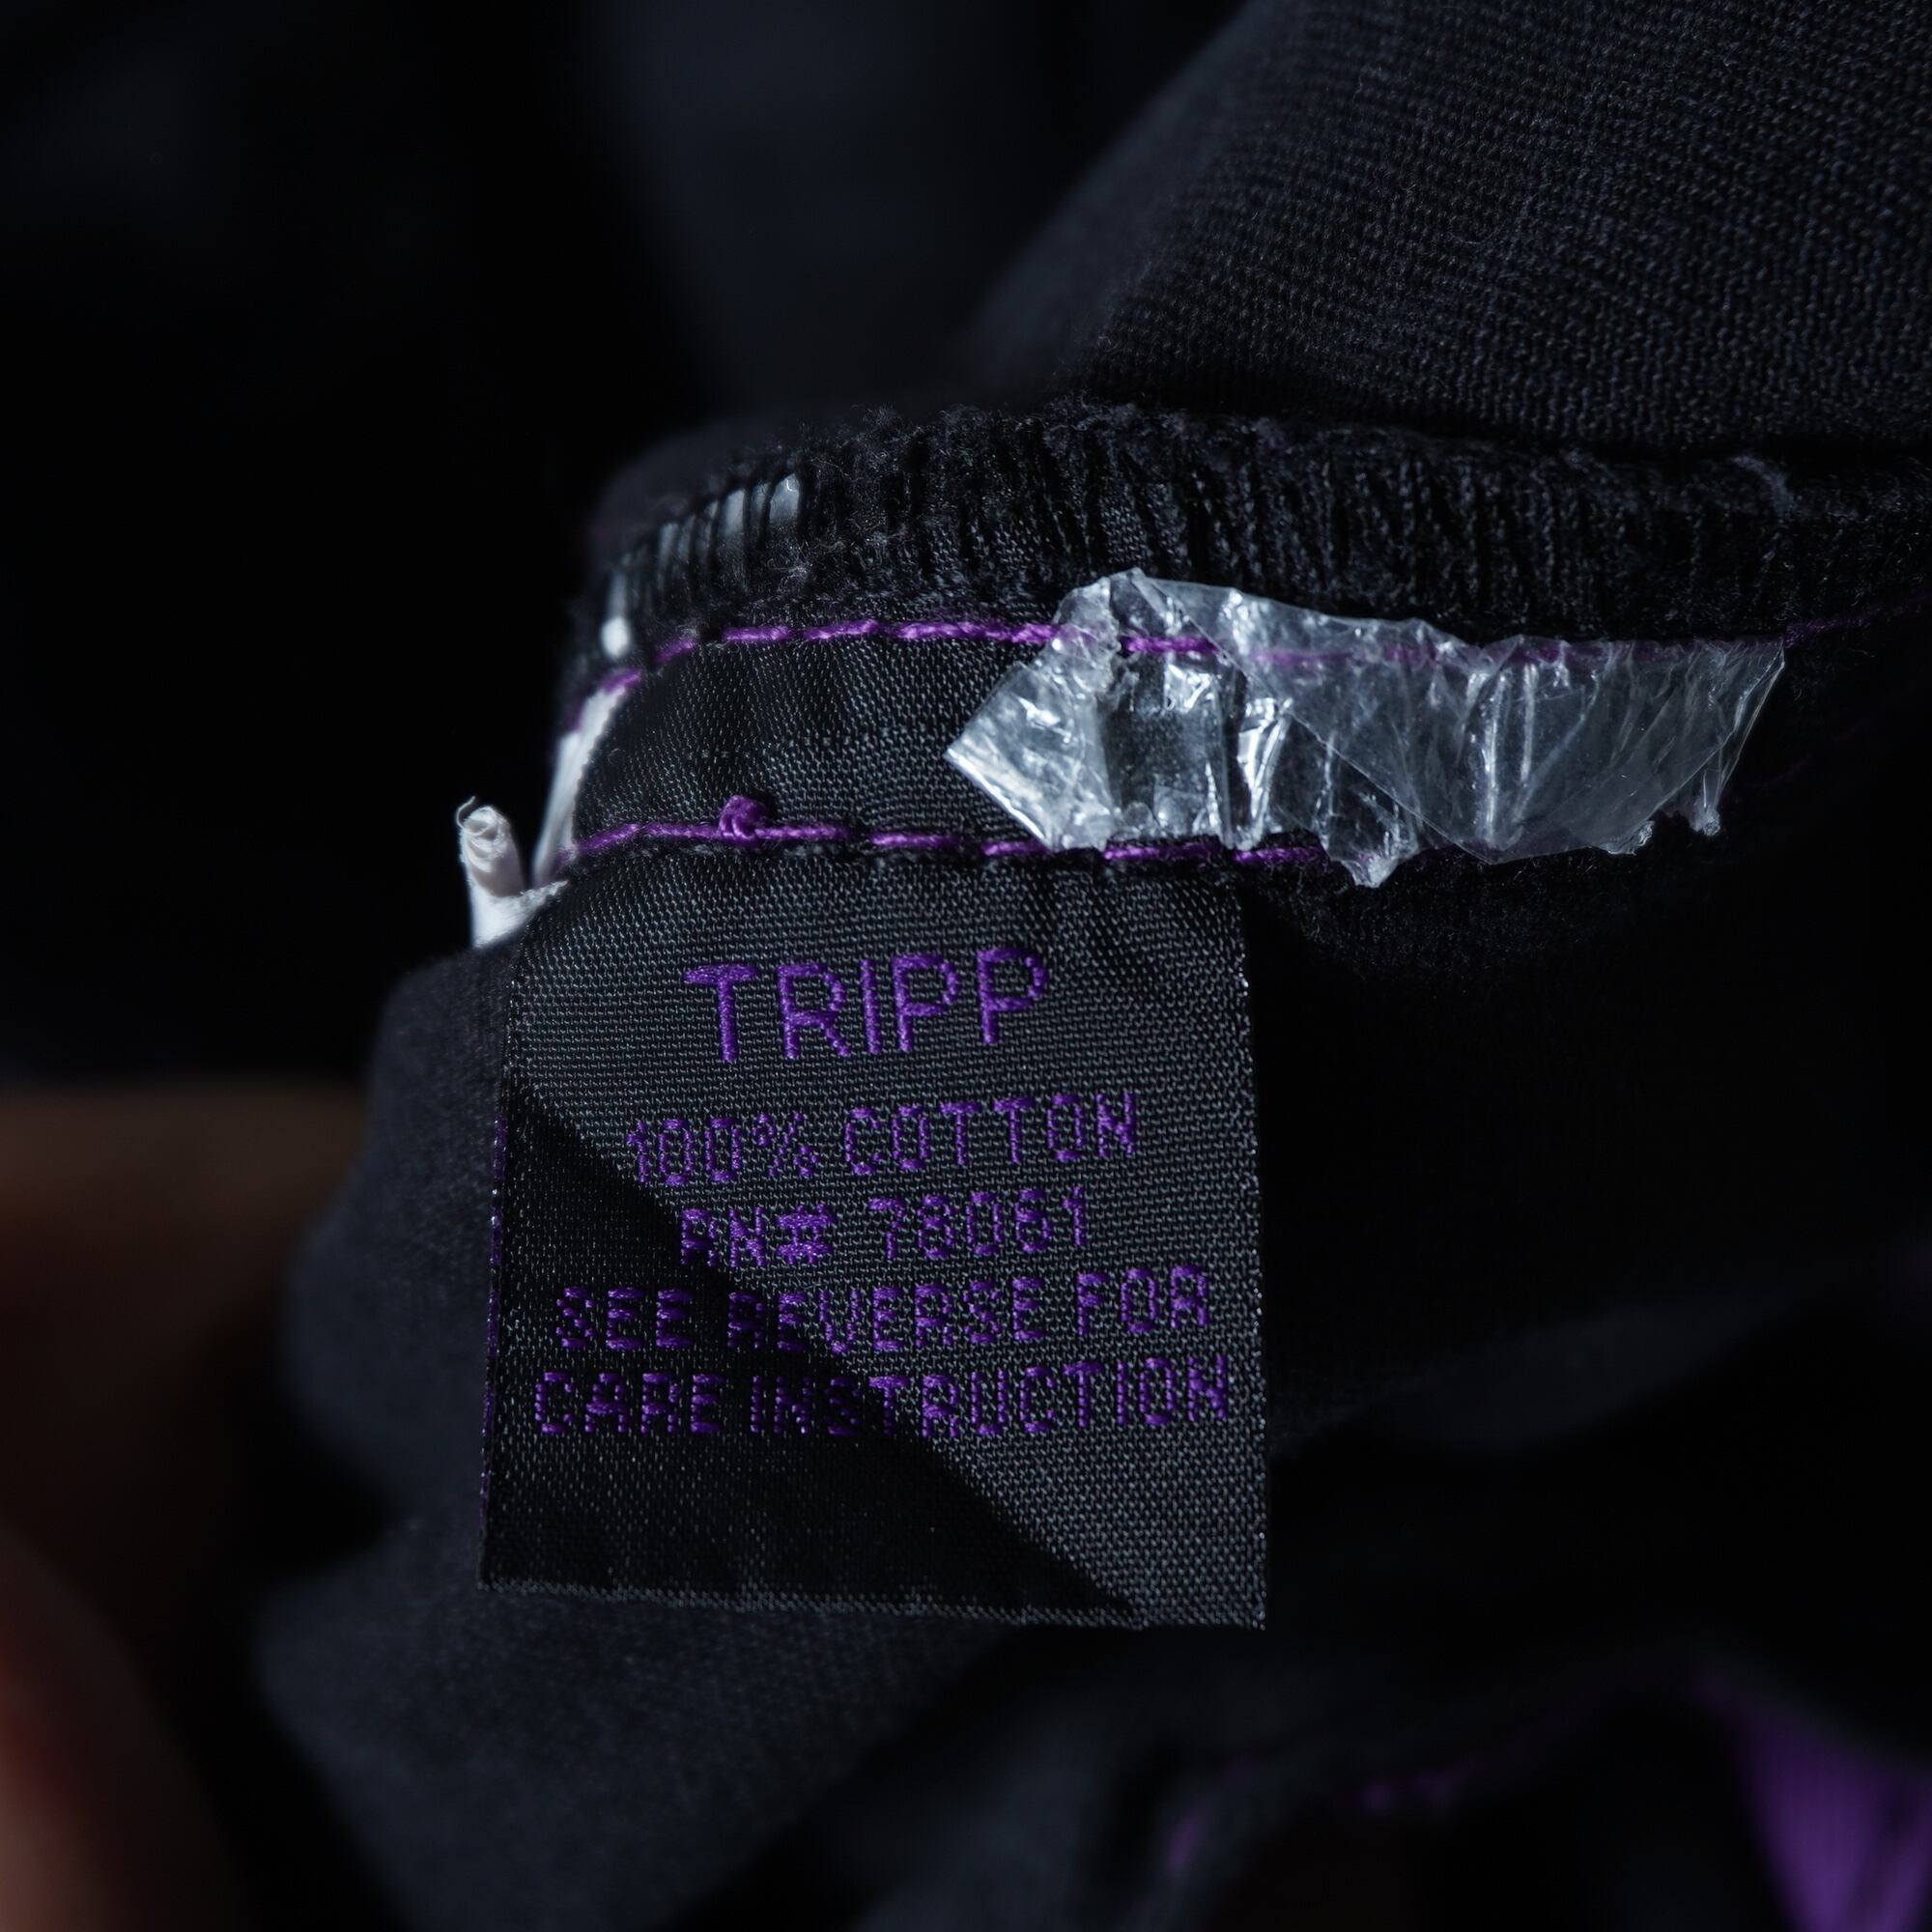 TRIPP
100% COTTON
RN# 78061
SEE REVERSE FOR
CARE INSTRUCTION